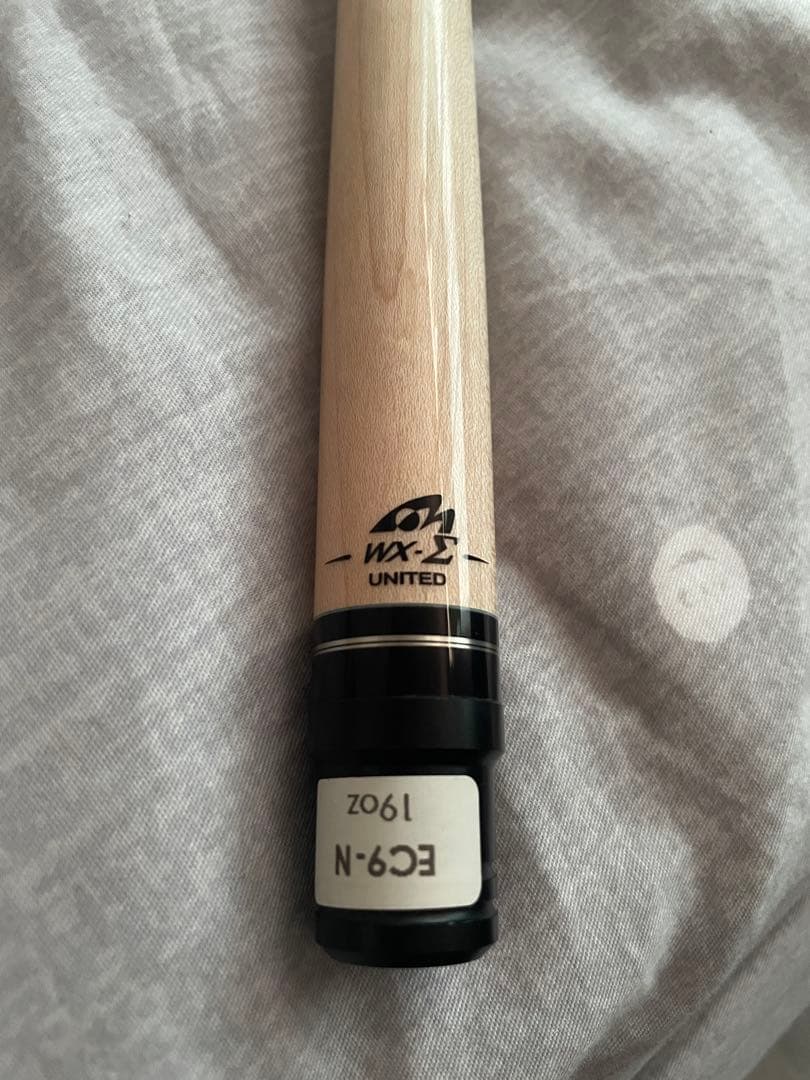 WX-Σ
UNITED
EC9-N
19oz